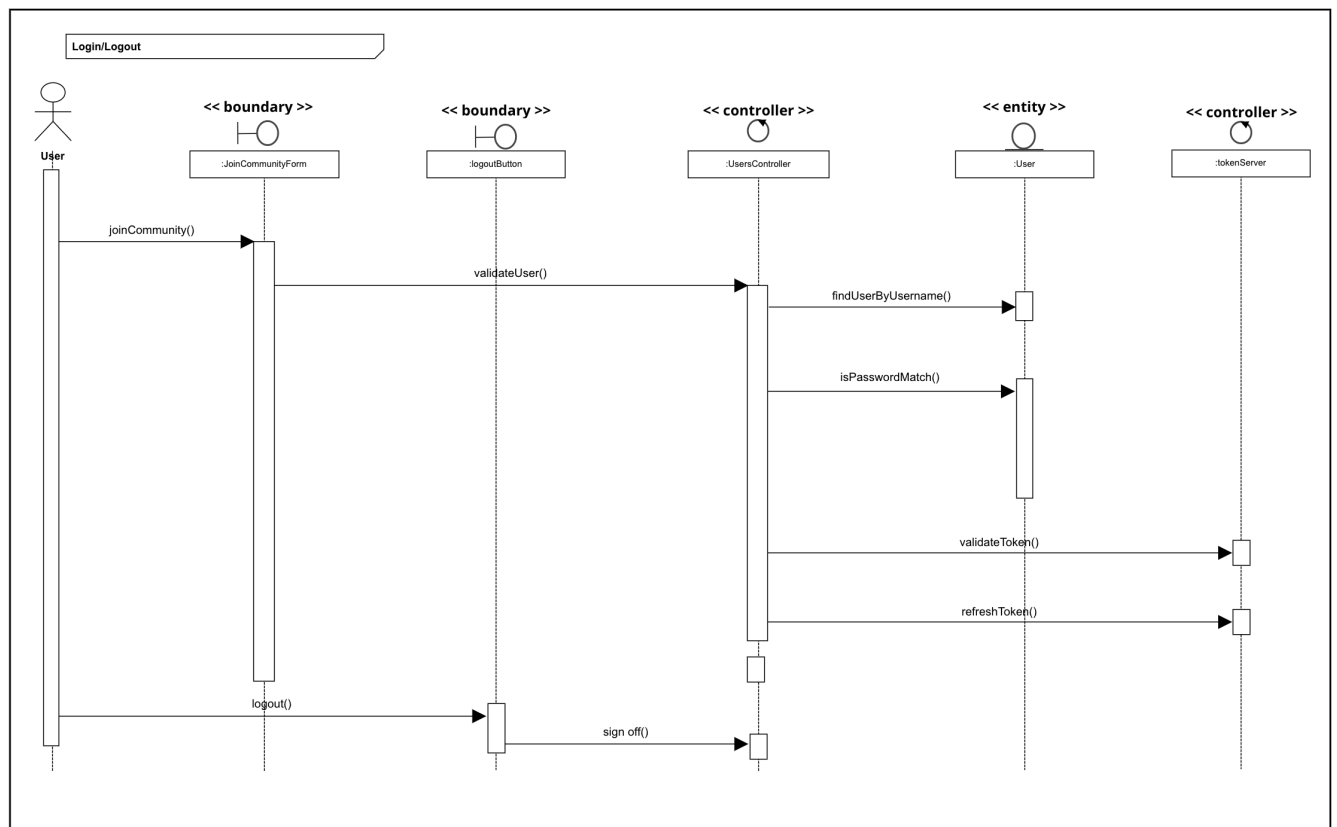 Login/Logout
<< boundary >>
<< boundary >>
<< controller >>
<< entity >>
<< controller >>
User
:JoinCommunityForm
:logoutButton
:UsersController
:User
:tokenServer
joinCommunity()
validateUser()
findUserByUsername()
isPasswordMatch()
validateToken()
refreshToken()
logout()
sign off()